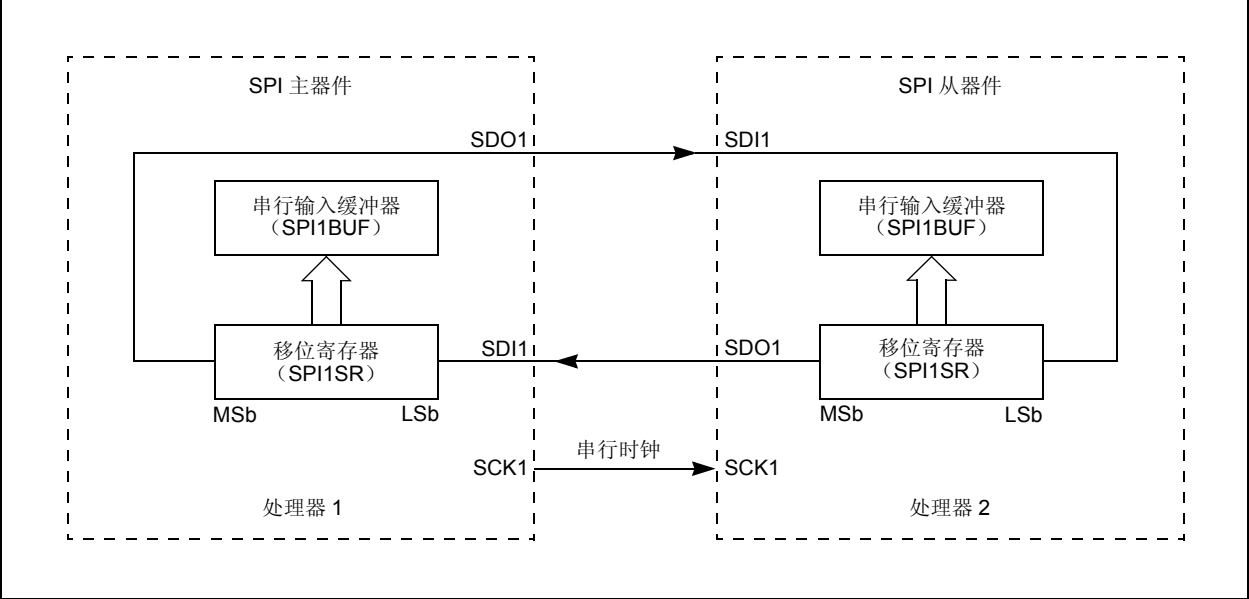 SPI 主器件
SPI 从器件
SDO1
SDI1
串行输入缓冲器
（SPI1BUF）
串行输入缓冲器
（SPI1BUF）
移位寄存器
（SPI1SR）
SDI1
SDO1
移位寄存器
（SPI1SR）
MSb
LSb
MSb
LSb
串行时钟
SCK1
SCK1
处理器 1
处理器 2